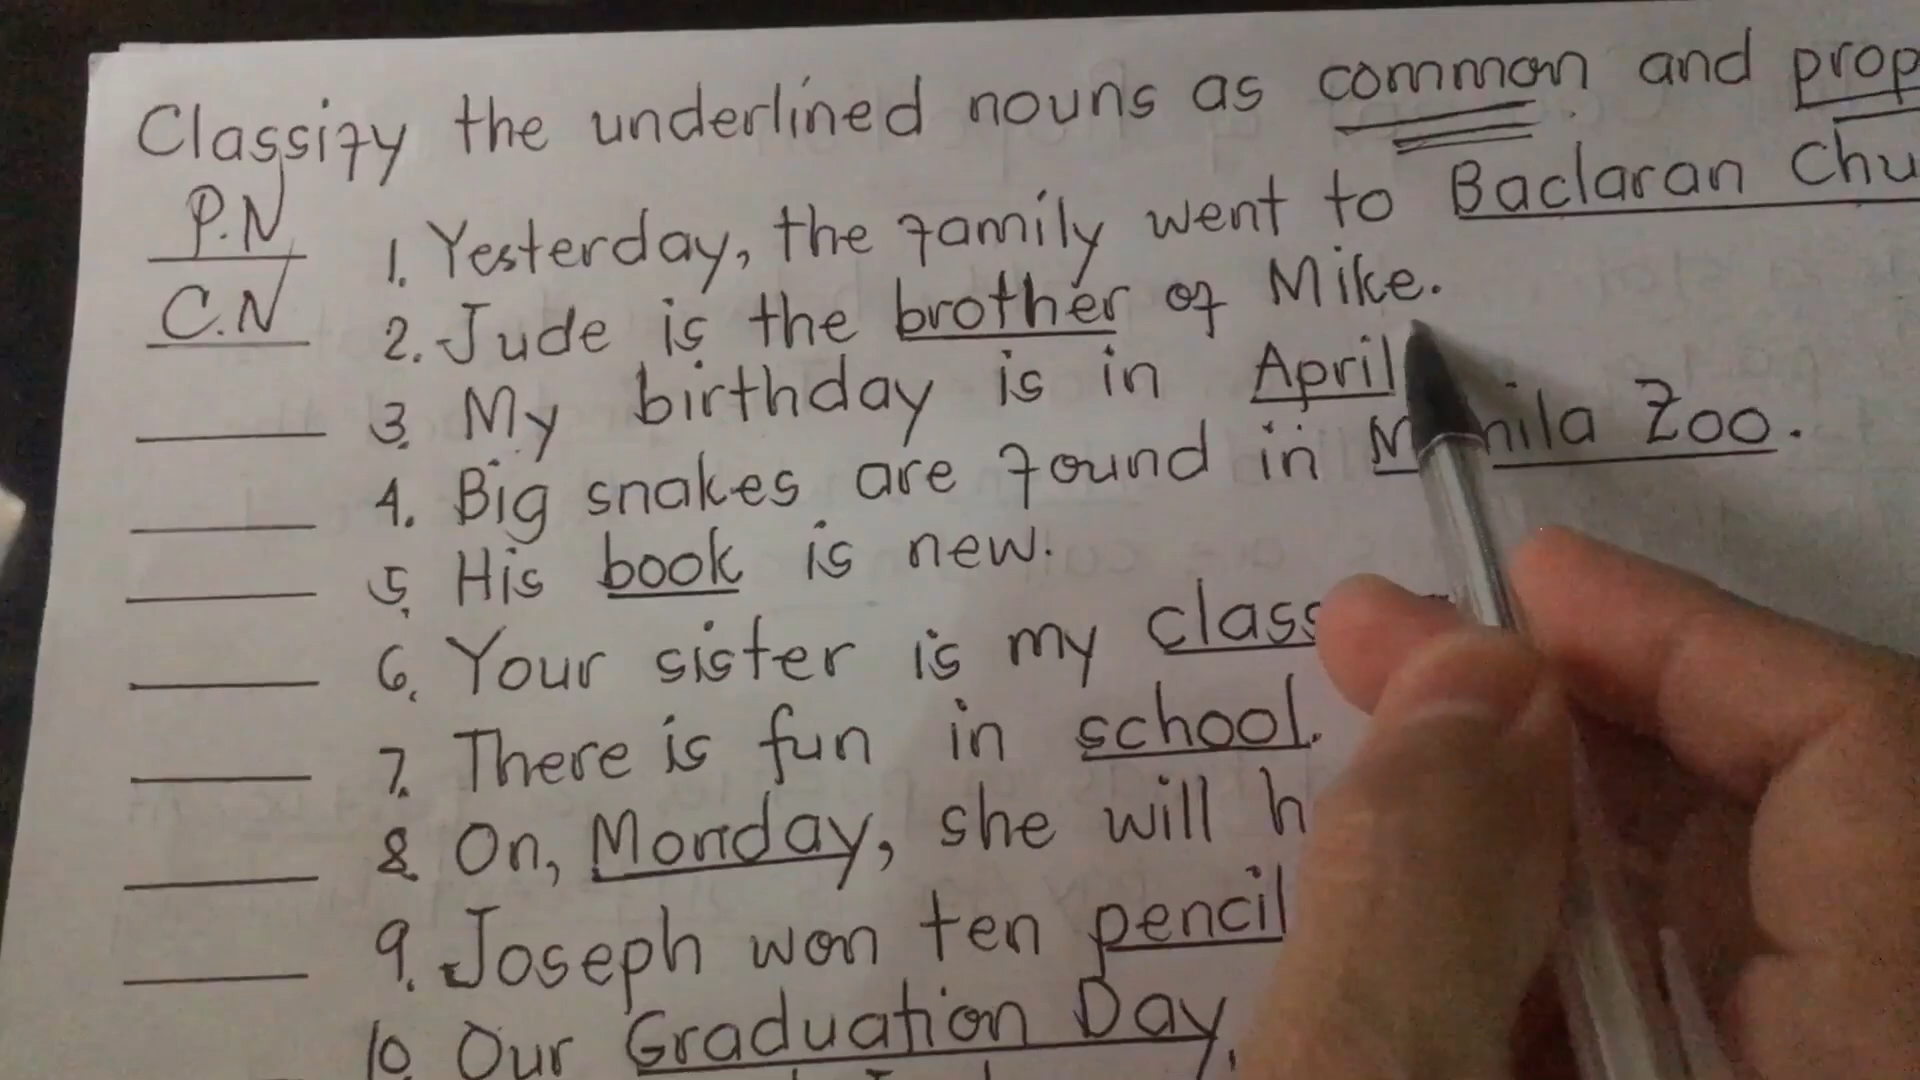 Classify the underlined nouns as common and prop
P.N 1. Yesterday, the family went to Baclaran Chu
C.N 2. Jude is the brother of Mike.
3. My birthday is in April
4. Big snakes are found in Manila Zoo.
5. His book is new.
6. Your sister is my class
7. There is fun in school.
8. On, Monday, she will h
9. Joseph won ten pencil
10. Our Graduation Day,